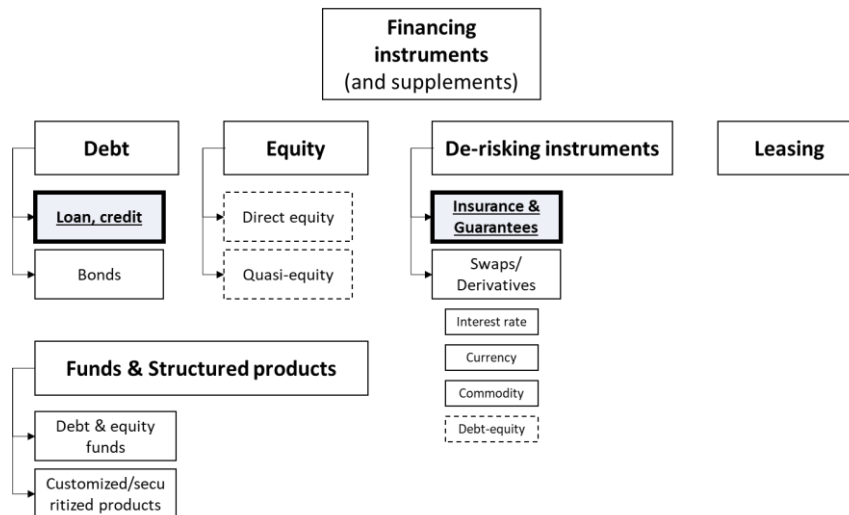 Financing
instruments
(and supplements)
Debt
Equity
De-risking instruments
Leasing
Loan, credit
Direct equity
Insurance &
Guarantees
Bonds
Quasi-equity
Swaps/
Derivatives
Interest rate
Currency
Commodity
Debt-equity
Funds & Structured products
Debt & equity
funds
Customized/secu
ritized products